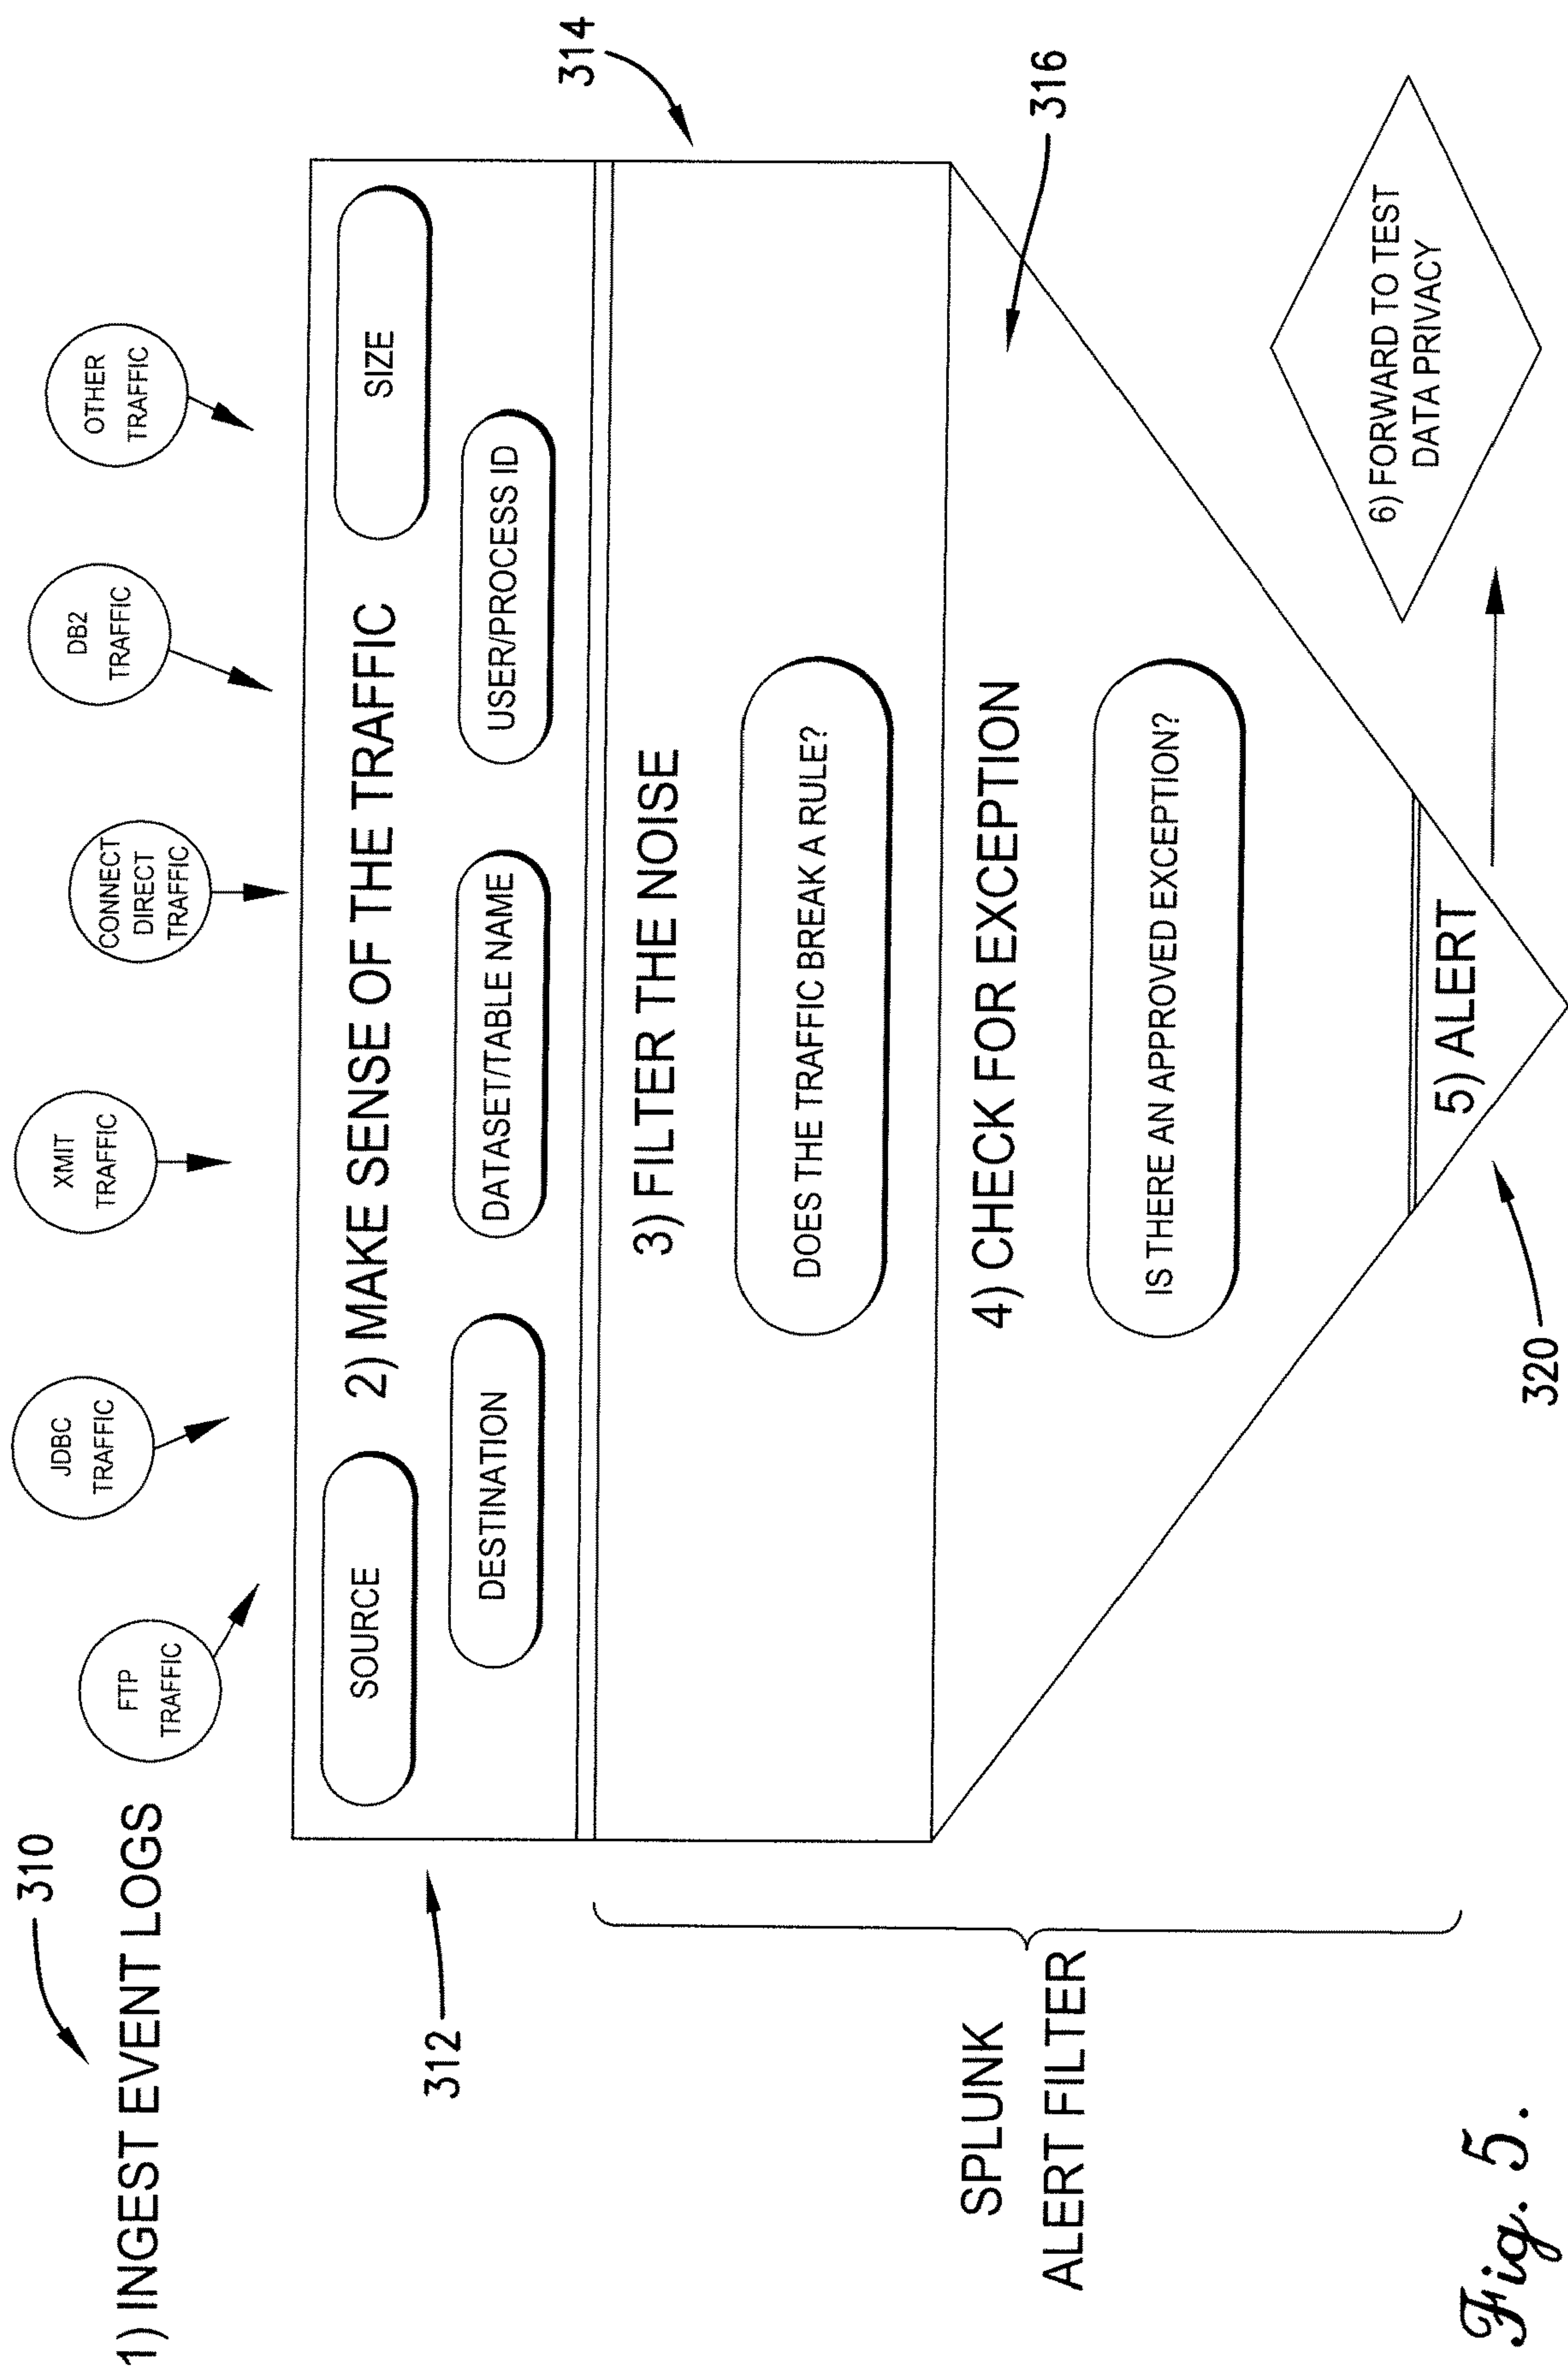 310
1) INGEST EVENT LOGS
FTP
TRAFFIC
JDBC
TRAFFIC
XMIT
TRAFFIC
CONNECT
DIRECT
TRAFFIC
DB2
TRAFFIC
OTHER
TRAFFIC
312
SOURCE
2) MAKE SENSE OF THE TRAFFIC
SIZE
DESTINATION
DATASET/TABLE NAME
USER/PROCESS ID
314
3) FILTER THE NOISE
DOES THE TRAFFIC BREAK A RULE?
SPLUNK
ALERT FILTER
4) CHECK FOR EXCEPTION
316
IS THERE AN APPROVED EXCEPTION?
5) ALERT
320
6) FORWARD TO TEST
DATA PRIVACY
Fig. 5.